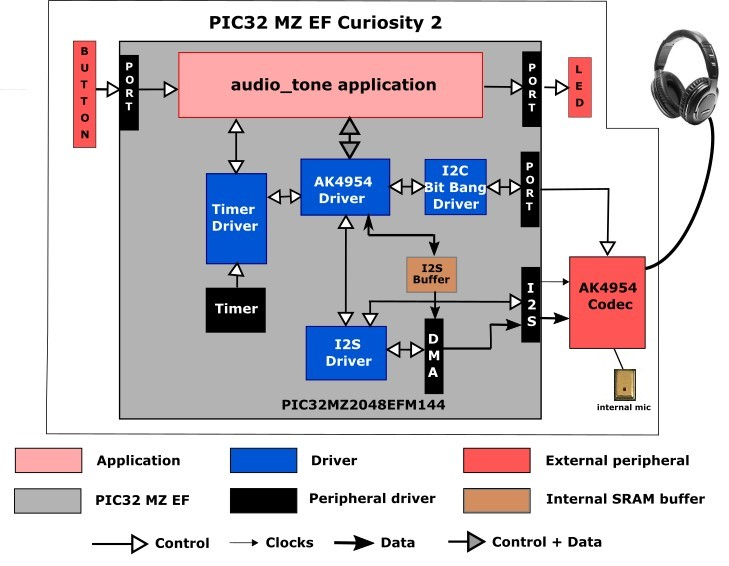 PIC32 MZ EF Curiosity 2
BUTTON
PORT
audio_tone application
PORT
LED
Timer
Driver
AK4954
Driver
I2C
Bit Bang
Driver
PORT
I2S
Buffer
Timer
I2S
Driver
DMA
I2S
AK4954
Codec
internal mic
PIC32MZ2048EFM144
Application
Driver
External peripheral
PIC32 MZ EF
Peripheral driver
Internal SRAM buffer
Control
Clocks
Data
Control + Data